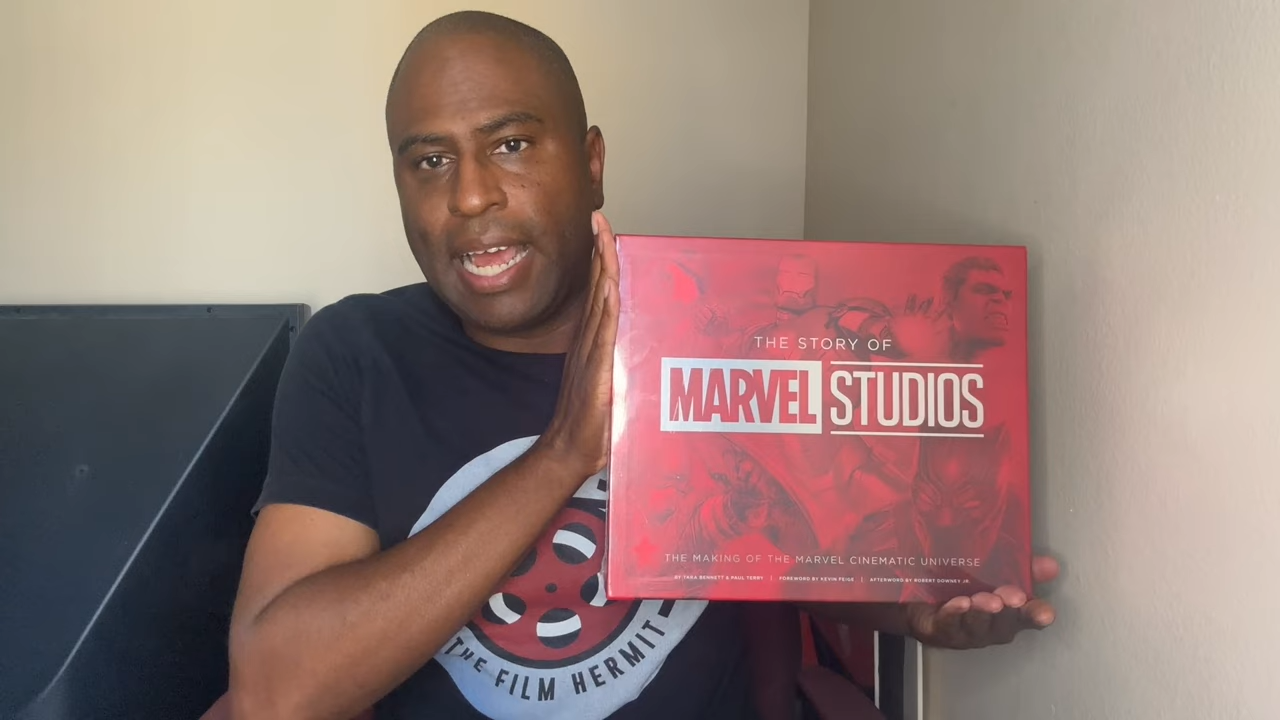 THE STORY OF
MARVEL STUDIOS
THE MAKING OF THE MARVEL CINEMATIC UNIVERSE
BY TARA BENNETT & PAUL TERRY | FOREWORD BY KEVIN FEIGE | AFTERWORD BY ROBERT DOWNEY JR.
THE FILM HERMIT